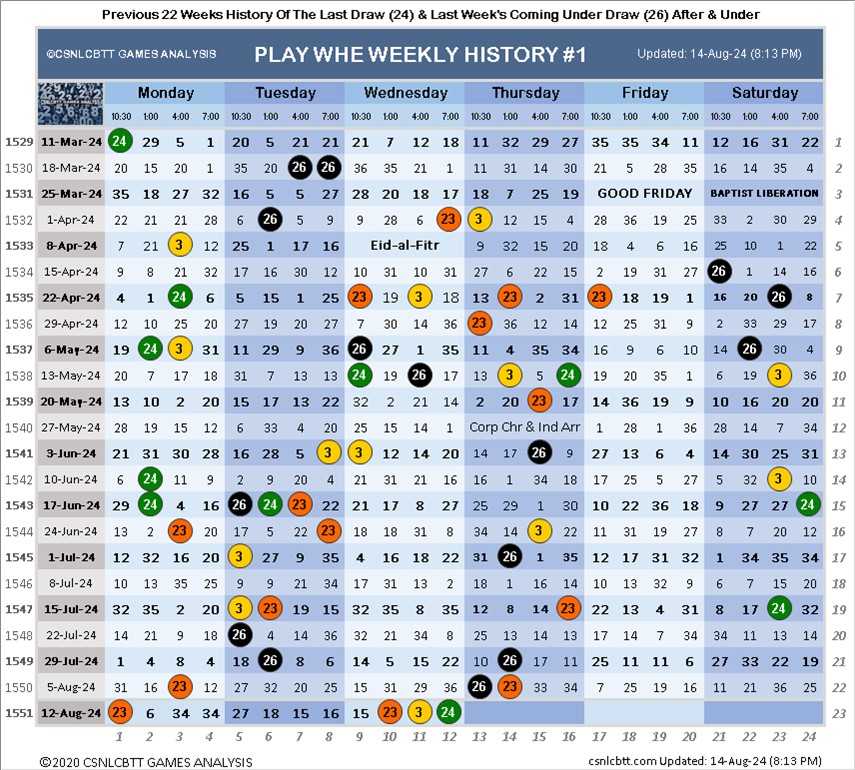 Previous 22 Weeks History Of The Last Draw (24) & Last Week's Coming Under Draw (26) After & Under
©CSNLCBTT GAMES ANALYSIS PLAY WHE WEEKLY HISTORY #1 Updated: 14-Aug-24 (8:13 PM)
Monday Tuesday Wednesday Thursday Friday Saturday
10:30 1:00 4:00 7:00 10:30 1:00 4:00 7:00 10:30 1:00 4:00 7:00 10:30 1:00 4:00 7:00 10:30 1:00 4:00 7:00 10:30 1:00 4:00 7:00
1529 11-Mar-24 24 29 5 1 20 5 21 21 21 7 12 18 11 32 29 27 35 35 34 11 12 16 31 22 1
1530 18-Mar-24 20 15 20 1 35 20 26 26 36 35 21 1 11 31 14 30 21 5 28 35 16 14 35 4 2
1531 25-Mar-24 35 18 27 32 16 5 5 27 28 20 18 17 18 7 25 19 GOOD FRIDAY BAPTIST LIBERATION 3
1532 1-Apr-24 22 21 21 28 6 26 5 9 9 28 6 23 3 12 15 4 28 36 19 25 33 2 30 29 4
1533 8-Apr-24 7 21 3 12 25 1 17 16 Eid-al-Fitr 9 32 15 20 18 4 6 16 25 10 1 22 5
1534 15-Apr-24 9 8 21 32 17 16 30 12 10 31 10 31 27 6 22 15 2 19 31 27 26 1 14 16 6
1535 22-Apr-24 4 1 24 6 5 15 1 25 23 19 3 18 13 23 2 31 23 18 19 1 16 20 26 8 7
1536 29-Apr-24 12 10 25 20 27 19 20 27 7 30 14 36 23 36 12 14 12 25 31 9 2 33 29 17 8
1537 6-May-24 19 24 3 31 11 29 9 36 26 27 1 35 11 4 35 34 16 9 6 10 14 26 30 4 9
1538 13-May-24 20 7 17 18 31 7 13 13 24 19 26 17 13 3 5 24 19 20 35 1 6 19 3 36 10
1539 20-May-24 13 10 2 20 15 17 13 22 32 2 21 14 2 20 23 17 14 36 19 9 10 16 20 20 11
1540 27-May-24 28 19 15 12 6 33 4 20 25 15 14 1 Corp Chr & Ind Arr 1 28 1 36 28 14 7 34 12
1541 3-Jun-24 21 31 30 28 16 28 5 3 3 12 14 20 14 17 26 9 27 13 6 4 14 30 25 31 13
1542 10-Jun-24 6 24 11 9 2 9 20 4 21 31 21 16 16 1 34 18 17 25 4 21 5 32 3 10 14
1543 17-Jun-24 29 24 4 16 26 24 23 22 21 17 8 27 25 29 1 30 10 22 36 18 9 27 27 24 15
1544 24-Jun-24 13 2 23 20 17 5 22 23 18 18 31 8 34 14 3 22 11 31 19 27 8 7 20 12 16
1545 1-Jul-24 12 32 16 20 3 27 9 35 4 16 18 22 31 26 1 35 12 17 31 32 1 34 35 34 17
1546 8-Jul-24 10 13 35 25 9 9 21 34 17 31 13 2 18 1 16 14 10 13 32 9 6 7 15 20 18
1547 15-Jul-24 32 35 2 20 3 23 19 15 32 35 8 35 12 8 14 23 22 13 4 31 8 17 24 32 19
1548 22-Jul-24 14 21 9 18 26 4 14 36 32 21 34 8 25 13 13 13 17 14 7 34 34 11 13 14 20
1549 29-Jul-24 1 4 8 4 18 26 8 6 14 5 15 22 10 26 17 11 25 11 11 6 27 33 22 19 21
1550 5-Aug-24 31 16 23 12 27 32 20 25 15 31 29 36 26 23 33 34 7 25 19 16 11 21 36 25 22
1551 12-Aug-24 23 6 34 34 27 18 15 16 15 23 3 24 23
1 2 3 4 5 6 7 8 9 10 11 12 13 14 15 16 17 18 19 20 21 22 23 24
©2020 CSNLCBTT GAMES ANALYSIS csnlcbtt.com Updated: 14-Aug-24 (8:13 PM)